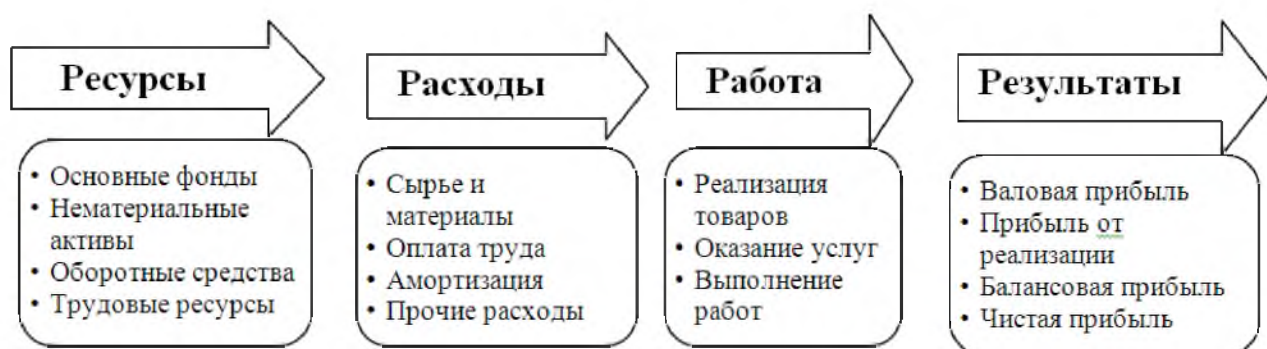 Ресурсы
• Основные фонды
• Нематериальные
активы
• Оборотные средства
• Трудовые ресурсы
Расходы
• Сырье и
материалы
• Оплата труда
• Амортизация
• Прочие расходы
Работа
• Реализация
товаров
• Оказание услуг
• Выполнение
работ
Результаты
• Валовая прибыль
• Прибыль от
реализации
• Балансовая прибыль
• Чистая прибыль